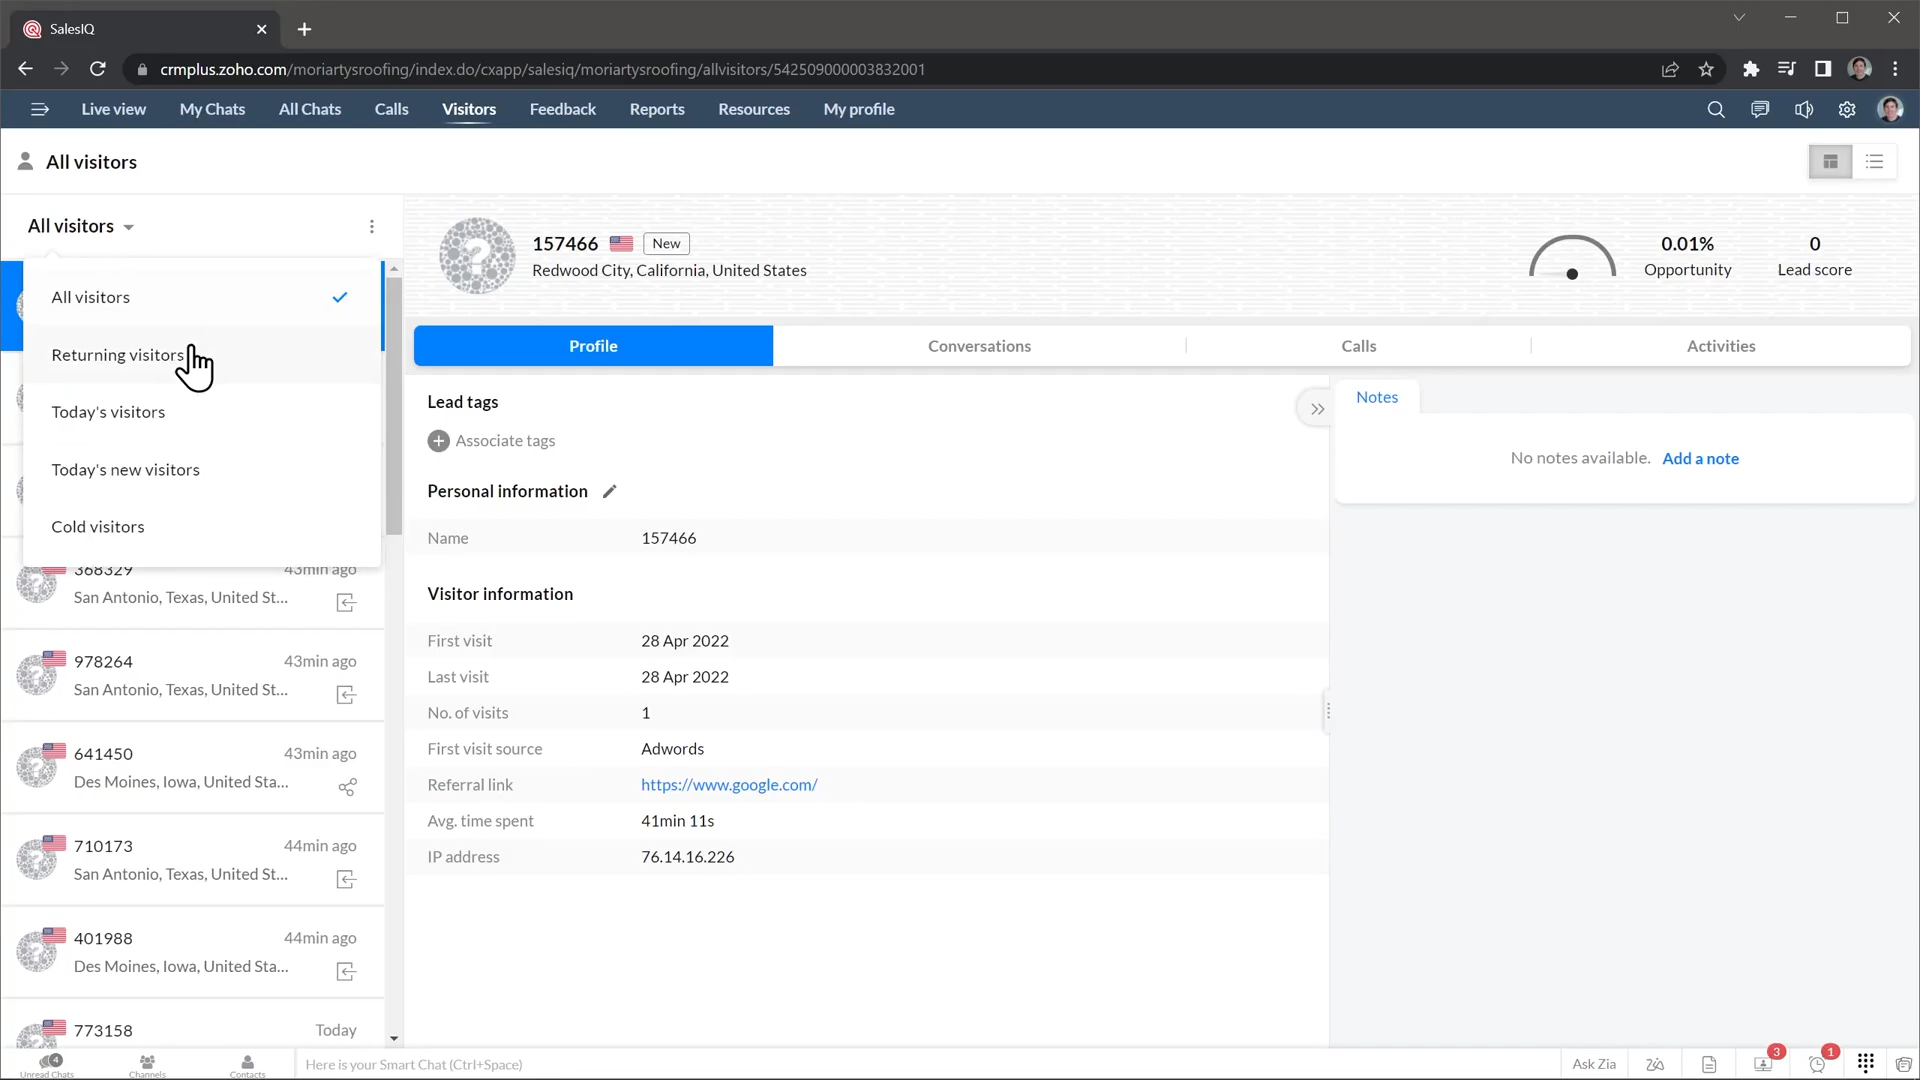 SalesIQ
crmplus.zoho.com/moriartysroofing/index.do/cxapp/salesiq/moriartysroofing/allvisitors/542509000003832001
Live view My Chats All Chats Calls Visitors Feedback Reports Resources My profile
All visitors
All visitors
157466 New
Redwood City, California, United States
0.01%
Opportunity
0
Lead score
All visitors
Returning visitors
Today's visitors
Today's new visitors
Cold visitors
Profile Conversations Calls Activities
Lead tags
Associate tags
Personal information
Name 157466
Visitor information
First visit 28 Apr 2022
Last visit 28 Apr 2022
No. of visits 1
First visit source Adwords
Referral link https://www.google.com/
Avg. time spent 41min 11s
IP address 76.14.16.226
Notes
No notes available. Add a note
368329 43min ago
San Antonio, Texas, United St...
978264 43min ago
San Antonio, Texas, United St...
641450 43min ago
Des Moines, Iowa, United Sta...
710173 44min ago
San Antonio, Texas, United St...
401988 44min ago
Des Moines, Iowa, United Sta...
773158 Today
4
Unread Chats
Channels
Contacts
Here is your Smart Chat (Ctrl+Space)
Ask Zia
3
1